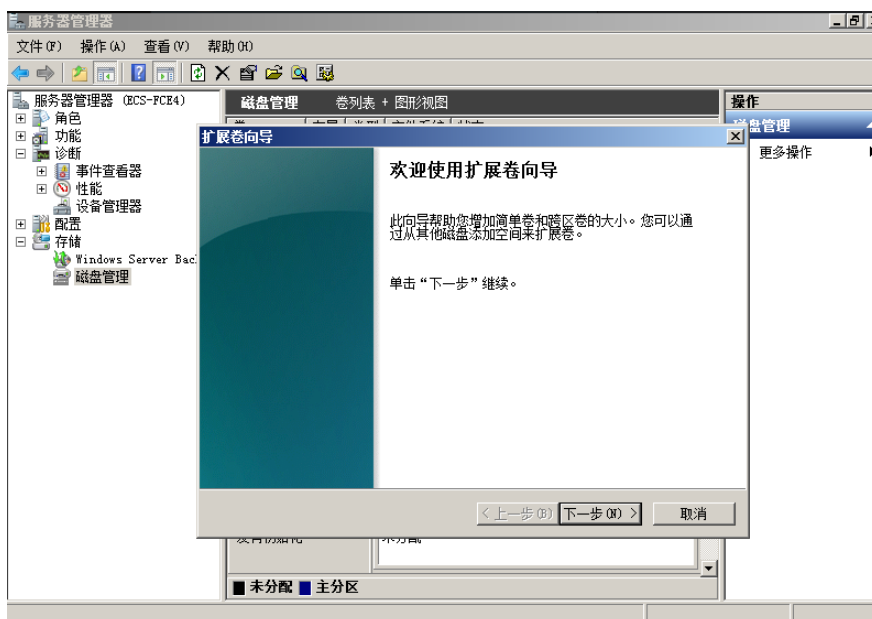 服务器管理器
文件(F) 操作(A) 查看(V) 帮助(H)
服务器管理器 (ECS-FCE4)
角色
功能
诊断
事件查看器
性能
设备管理器
配置
存储
Windows Server Bac
磁盘管理
磁盘管理 卷列表 + 图形视图
扩展卷向导
欢迎使用扩展卷向导
此向导帮助您增加简单卷和跨区卷的大小。您可以通
过从其他磁盘添加空间来扩展卷。
单击“下一步”继续。
< 上一步(B) 下一步(N) > 取消
未分配 主分区
操作
磁盘管理
更多操作